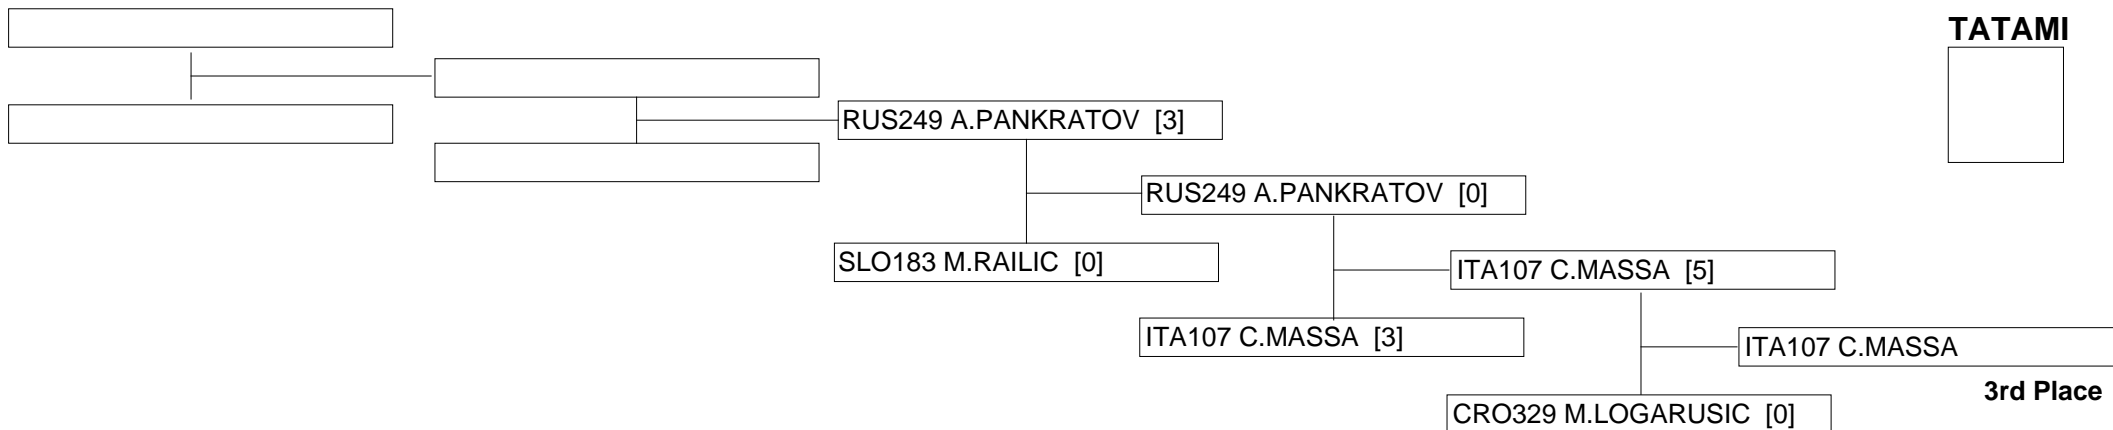 TATAMI
RUS249 A.PANKRATOV [3]
RUS249 A.PANKRATOV [0]
SLO183 M.RAILIC [0]
ITA107 C.MASSA [5]
ITA107 C.MASSA [3]
ITA107 C.MASSA
3rd Place
CRO329 M.LOGARUSIC [0]